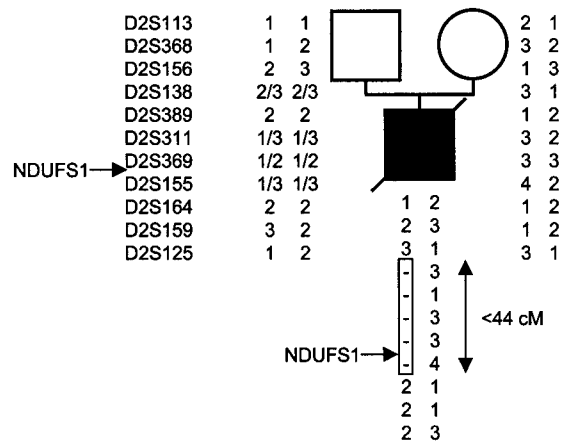 D2S113 1 1 2 1
D2S368 1 2 3 2
D2S156 2 3 1 3
D2S138 2/3 2/3 3 1
D2S389 2 2 1 2
D2S311 1/3 1/3 3 2
D2S369 1/2 1/2 3 3
NDUFS1
D2S155 1/3 1/3 4 2
D2S164 2 2 1 2
D2S159 3 2 1 2
D2S125 1 2 3 1
1 2
2 3
3 1
- 3
- 1
- 3 <44 cM
- 3
NDUFS1
- 4
2 1
2 1
2 3